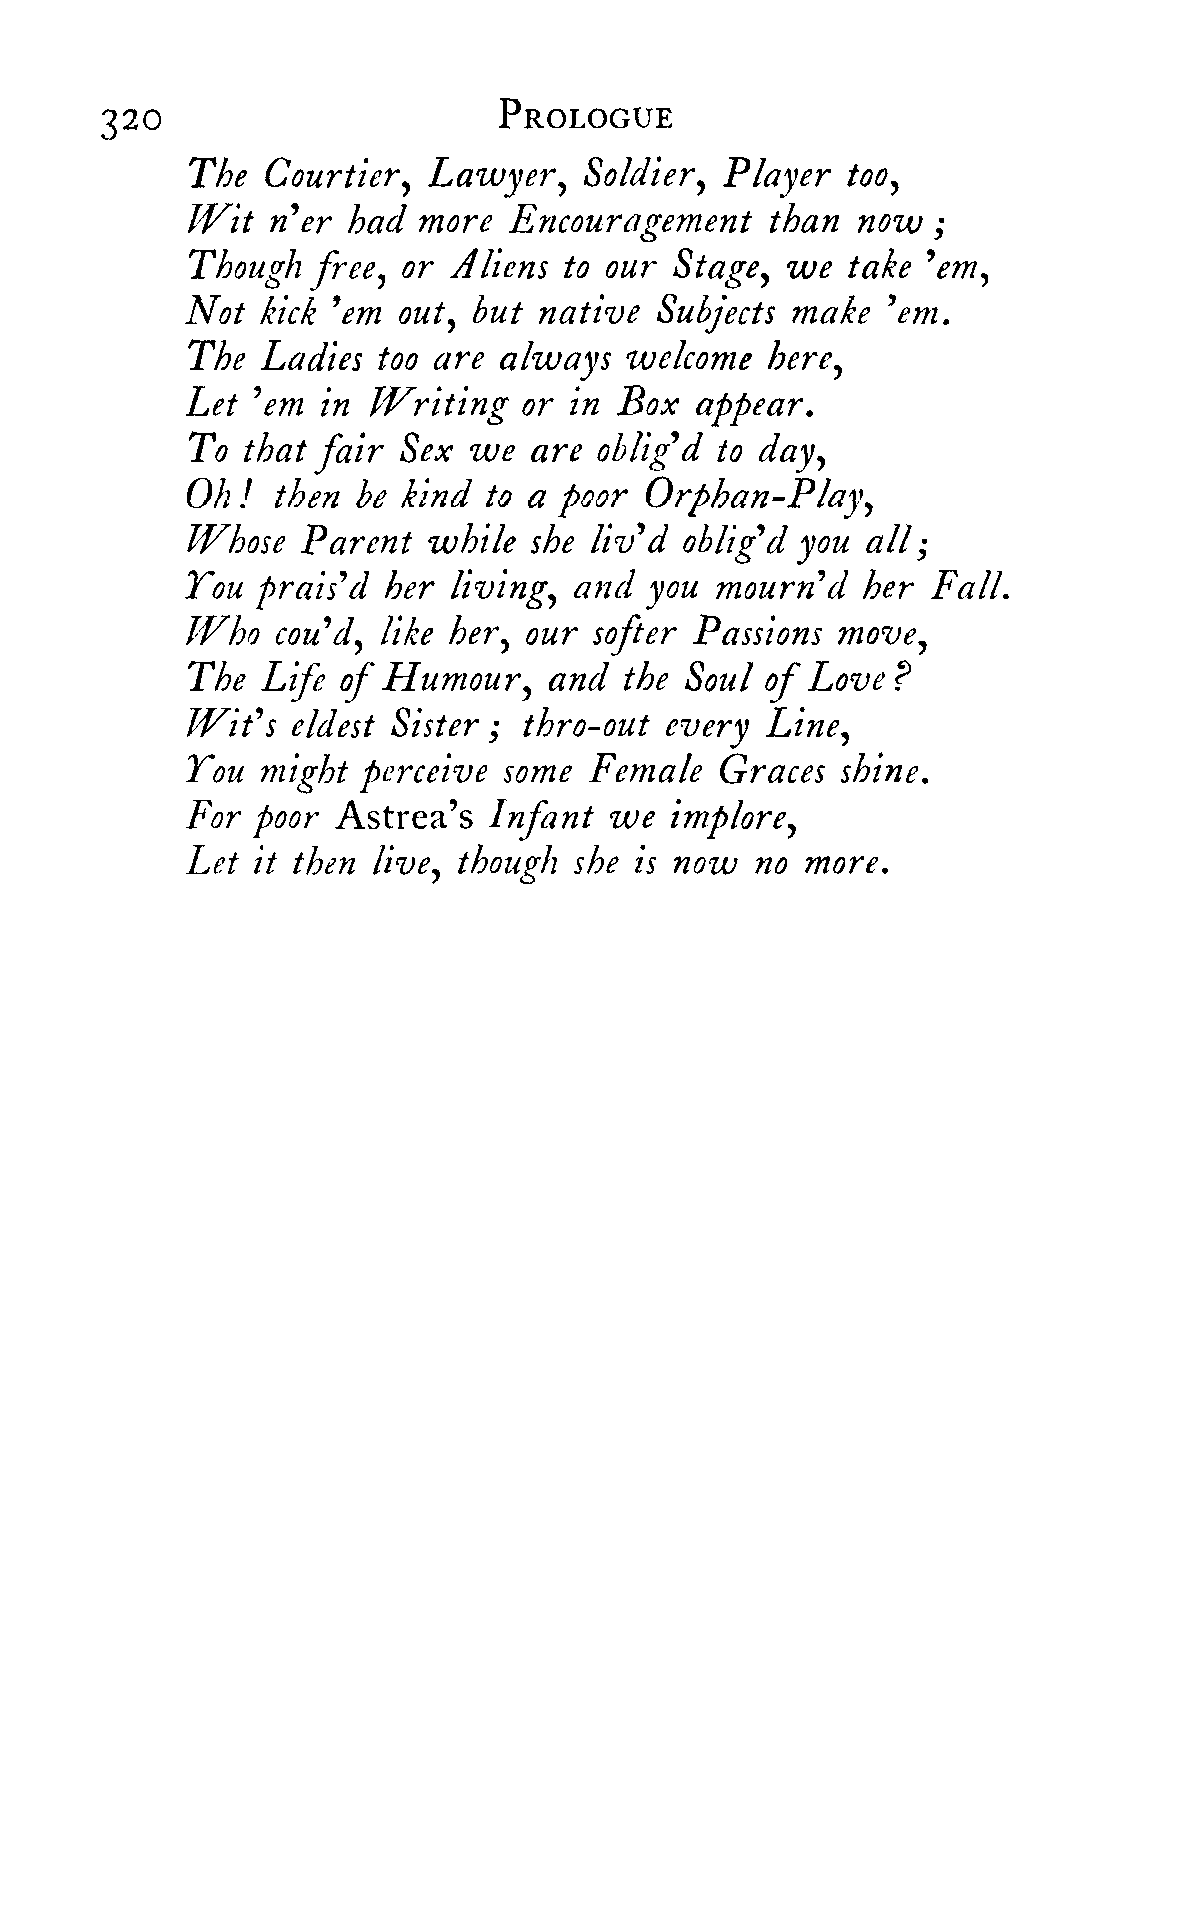 320 PROLOGUE
The Courtier, Lawyer, Soldier, Player too,
Wit n'er had more Encouragement than now ;
Though free, or Aliens to our Stage, we take 'em,
Not kick 'em out, but native Subjects make 'em.
The Ladies too are always welcome here,
Let 'em in Writing or in Box appear.
To that fair Sex we are oblig'd to day,
Oh ! then be kind to a poor Orphan-Play,
Whose Parent while she liv'd oblig'd you all ;
You prais'd her living, and you mourn'd her Fall.
Who cou'd, like her, our softer Passions move,
The Life of Humour, and the Soul of Love ?
Wit's eldest Sister ; thro-out every Line,
You might perceive some Female Graces shine.
For poor Astrea's Infant we implore,
Let it then live, though she is now no more.